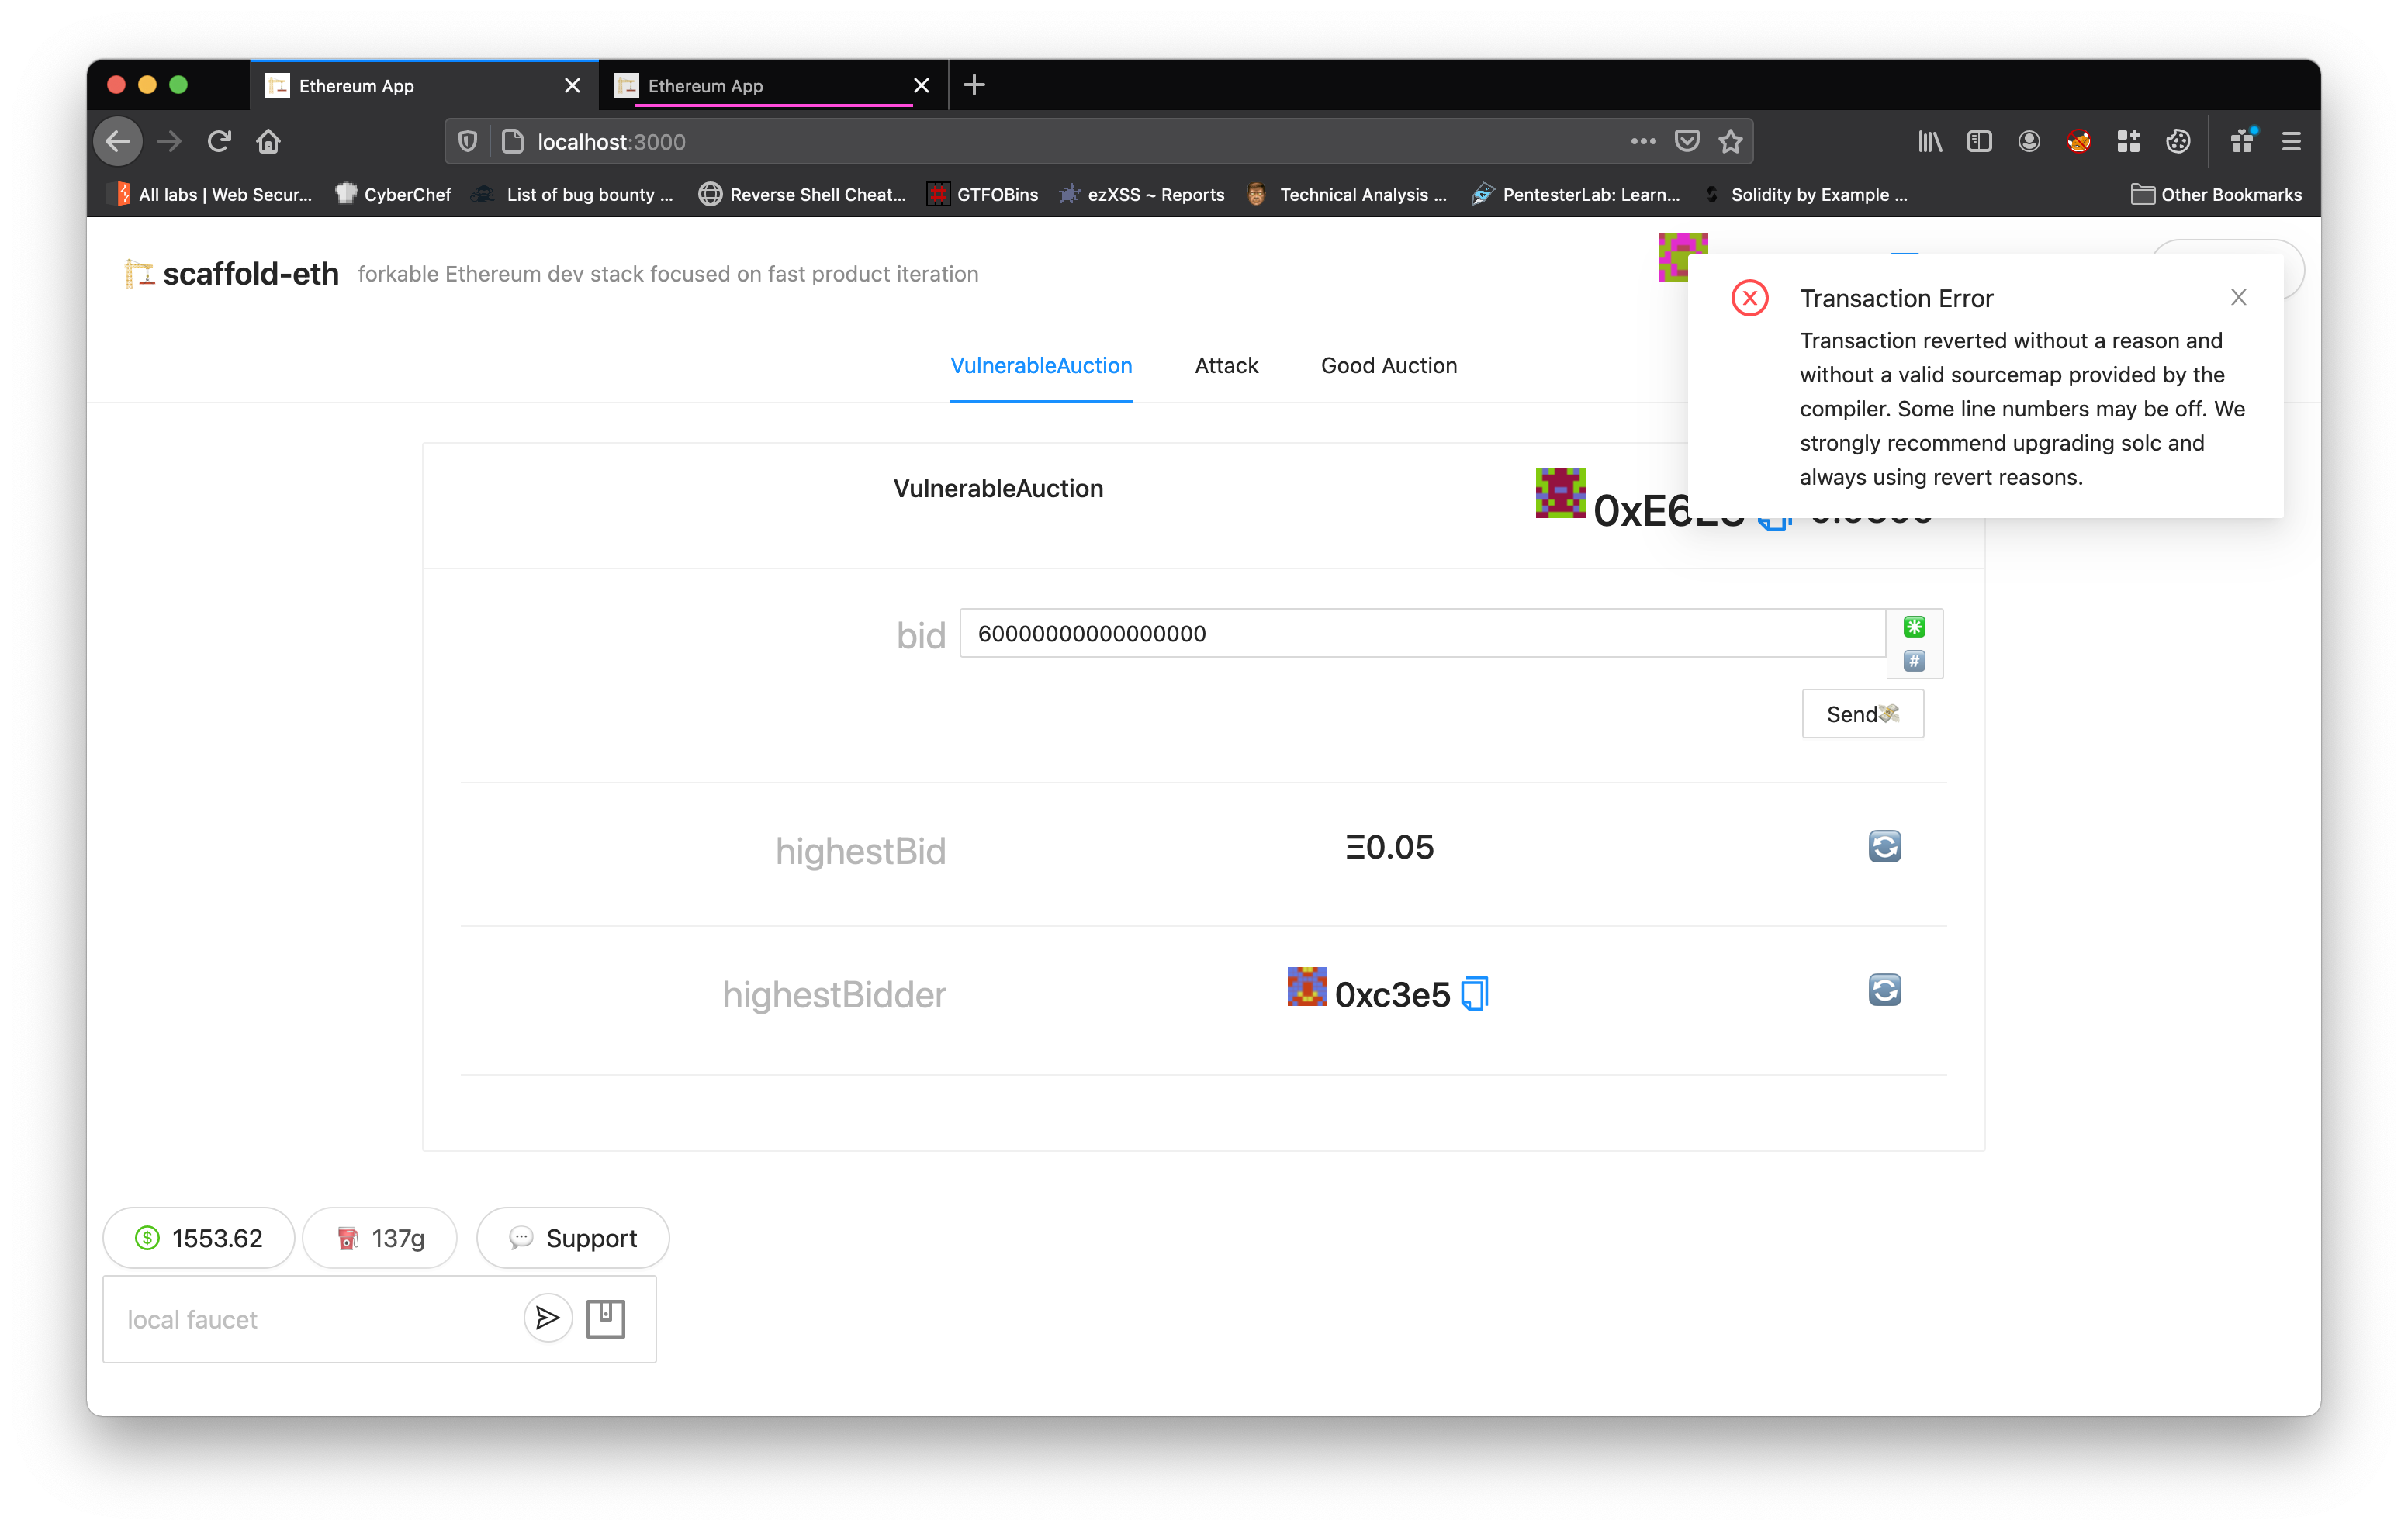 Ethereum App
Ethereum App
localhost:3000
All labs | Web Secur...
CyberChef
List of bug bounty ...
Reverse Shell Cheat...
GTFOBins
ezXSS ~ Reports
Technical Analysis ...
PentesterLab: Learn...
Solidity by Example ...
Other Bookmarks
scaffold-eth forkable Ethereum dev stack focused on fast product iteration
Transaction Error
Transaction reverted without a reason and
without a valid sourcemap provided by the
compiler. Some line numbers may be off. We
strongly recommend upgrading solc and
always using revert reasons.
VulnerableAuction
Attack
Good Auction
VulnerableAuction
bid
60000000000000000
#
Send
highestBid
Ξ0.05
highestBidder
0xc3e5
1553.62
137g
Support
local faucet